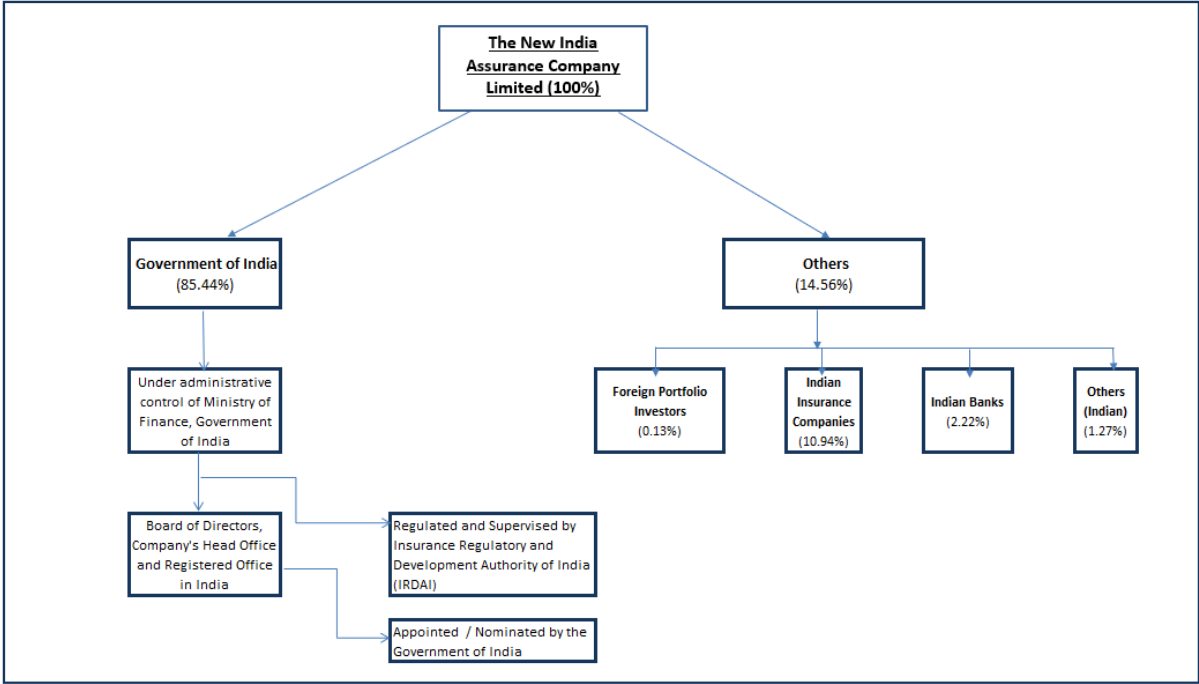 The New India
Assurance Company
Limited (100%)
Government of India
(85.44%)
Others
(14.56%)
Under administrative
control of Ministry of
Finance, Government
of India
Foreign Portfolio
Investors
(0.13%)
Indian
Insurance
Companies
(10.94%)
Indian Banks
(2.22%)
Others
(Indian)
(1.27%)
Board of Directors,
Company's Head Office
and Registered Office
in India
Regulated and Supervised by
Insurance Regulatory and
Development Authority of India
(IRDAI)
Appointed / Nominated by the
Government of India